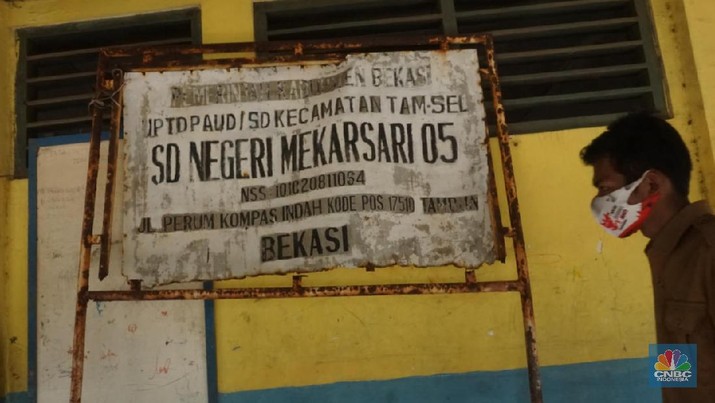 PEMERINTAH KABUPATEN BEKASI
UPTD PAUD / SD KECAMATAN TAM-SEL
SD NEGERI MEKARSARI 05
NSS 101020811034
JL. PERUM KOMPAS INDAH KODE POS 17510 TAMBUN
BEKASI
CNBC
INDONESIA